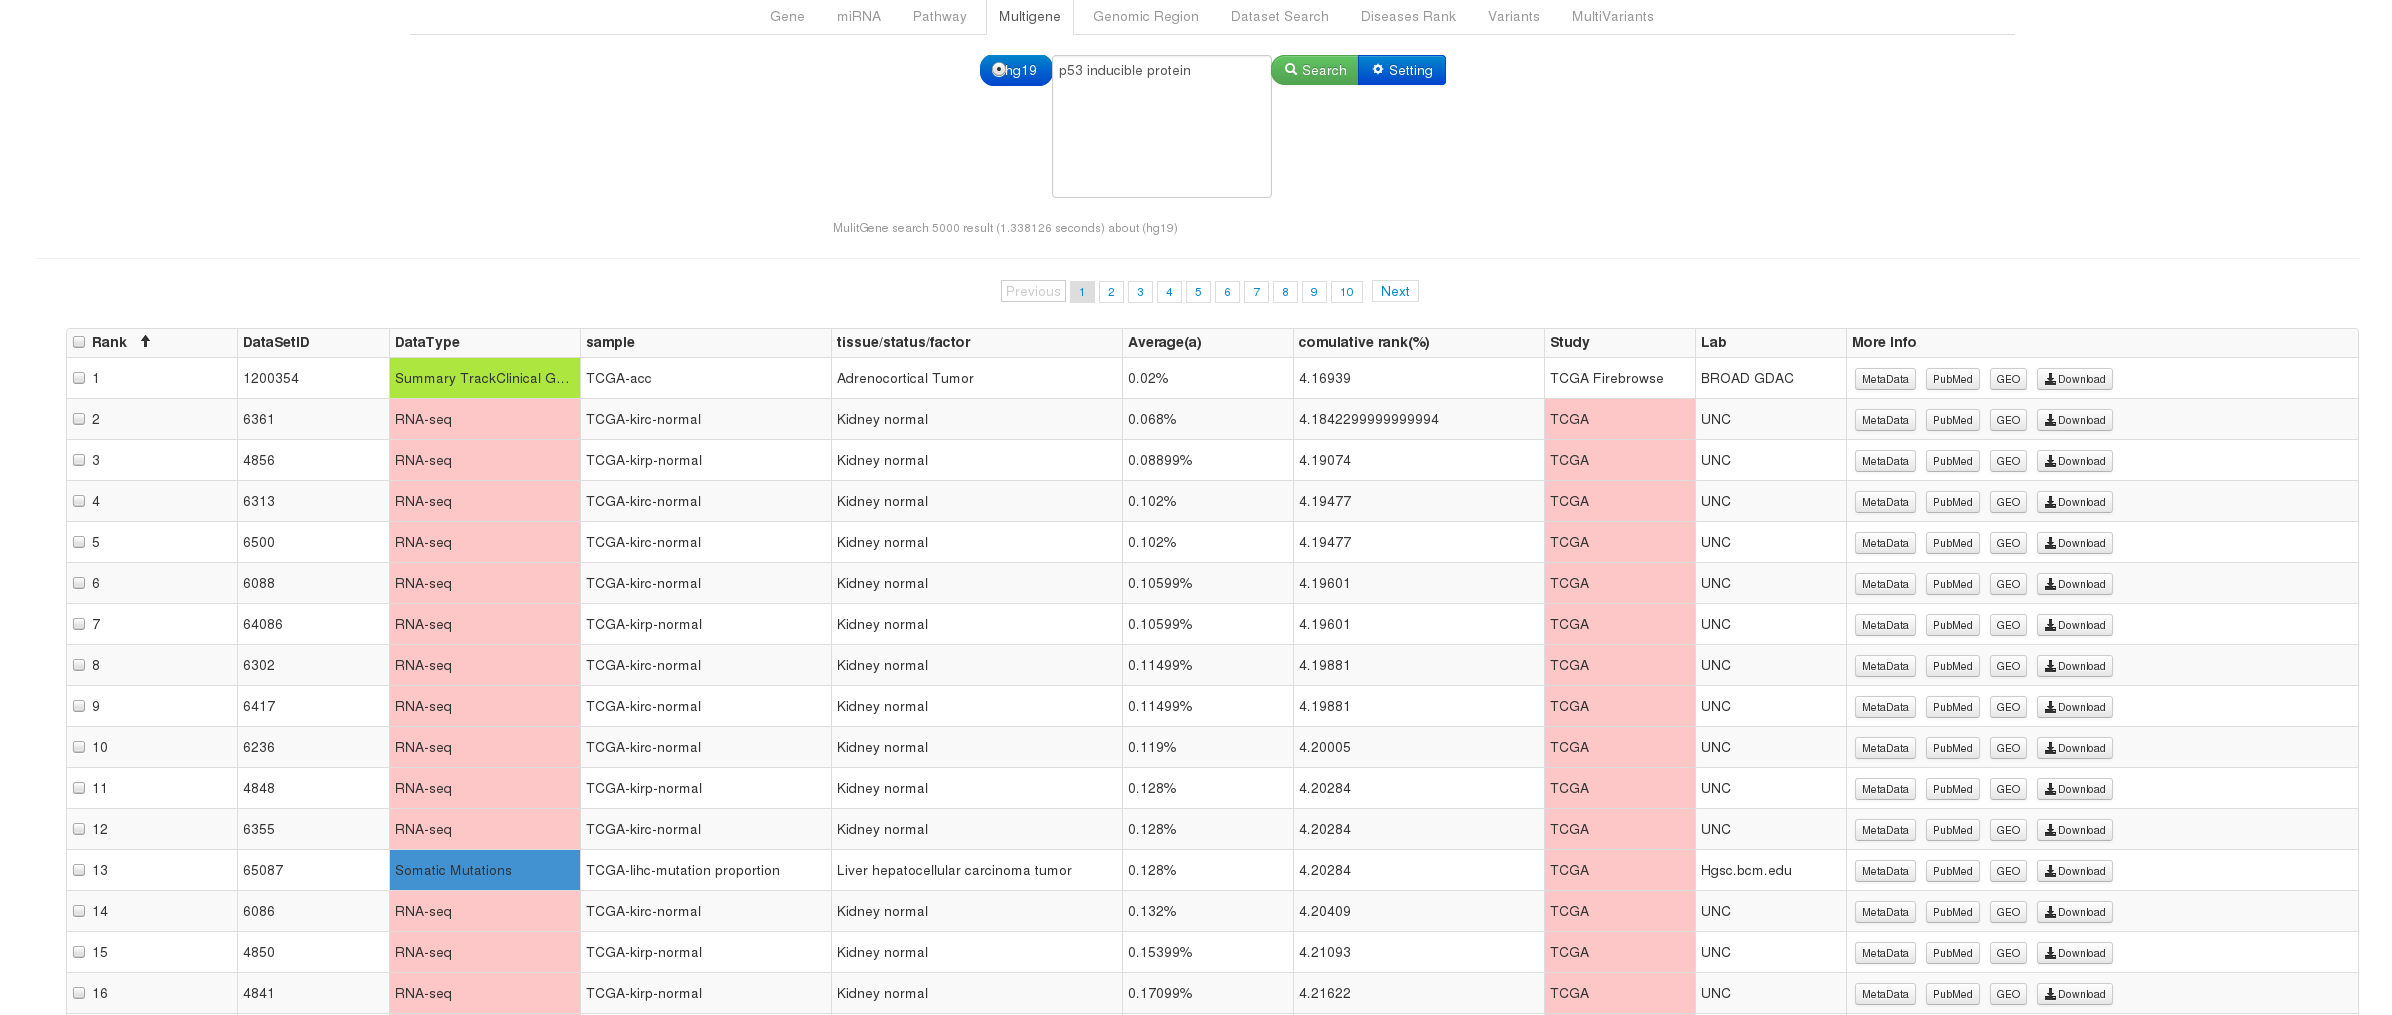 Gene miRNA Pathway Multigene Genomic Region Dataset Search Diseases Rank Variants MultiVariants
hg19 p53 inducible protein Search Setting
MulitGene search 5000 result (1.338126 seconds) about (hg19)
Previous 1 2 3 4 5 6 7 8 9 10 Next
Rank DataSetID DataType sample tissue/status/factor Average(a) comulative rank(%) Study Lab More Info
1 1200354 Summary TrackClinical G... TCGA-acc Adrenocortical Tumor 0.02% 4.16939 TCGA Firebrowse BROAD GDAC MetaData PubMed GEO Download
2 6361 RNA-seq TCGA-kirc-normal Kidney normal 0.068% 4.1842299999999994 TCGA UNC MetaData PubMed GEO Download
3 4856 RNA-seq TCGA-kirp-normal Kidney normal 0.08899% 4.19074 TCGA UNC MetaData PubMed GEO Download
4 6313 RNA-seq TCGA-kirc-normal Kidney normal 0.102% 4.19477 TCGA UNC MetaData PubMed GEO Download
5 6500 RNA-seq TCGA-kirc-normal Kidney normal 0.102% 4.19477 TCGA UNC MetaData PubMed GEO Download
6 6088 RNA-seq TCGA-kirc-normal Kidney normal 0.10599% 4.19601 TCGA UNC MetaData PubMed GEO Download
7 64086 RNA-seq TCGA-kirp-normal Kidney normal 0.10599% 4.19601 TCGA UNC MetaData PubMed GEO Download
8 6302 RNA-seq TCGA-kirc-normal Kidney normal 0.11499% 4.19881 TCGA UNC MetaData PubMed GEO Download
9 6417 RNA-seq TCGA-kirc-normal Kidney normal 0.11499% 4.19881 TCGA UNC MetaData PubMed GEO Download
10 6236 RNA-seq TCGA-kirc-normal Kidney normal 0.119% 4.20005 TCGA UNC MetaData PubMed GEO Download
11 4848 RNA-seq TCGA-kirp-normal Kidney normal 0.128% 4.20284 TCGA UNC MetaData PubMed GEO Download
12 6355 RNA-seq TCGA-kirc-normal Kidney normal 0.128% 4.20284 TCGA UNC MetaData PubMed GEO Download
13 65087 Somatic Mutations TCGA-lihc-mutation proportion Liver hepatocellular carcinoma tumor 0.128% 4.20284 TCGA Hgsc.bcm.edu MetaData PubMed GEO Download
14 6086 RNA-seq TCGA-kirc-normal Kidney normal 0.132% 4.20409 TCGA UNC MetaData PubMed GEO Download
15 4850 RNA-seq TCGA-kirp-normal Kidney normal 0.15399% 4.21093 TCGA UNC MetaData PubMed GEO Download
16 4841 RNA-seq TCGA-kirp-normal Kidney normal 0.17099% 4.21622 TCGA UNC MetaData PubMed GEO Download